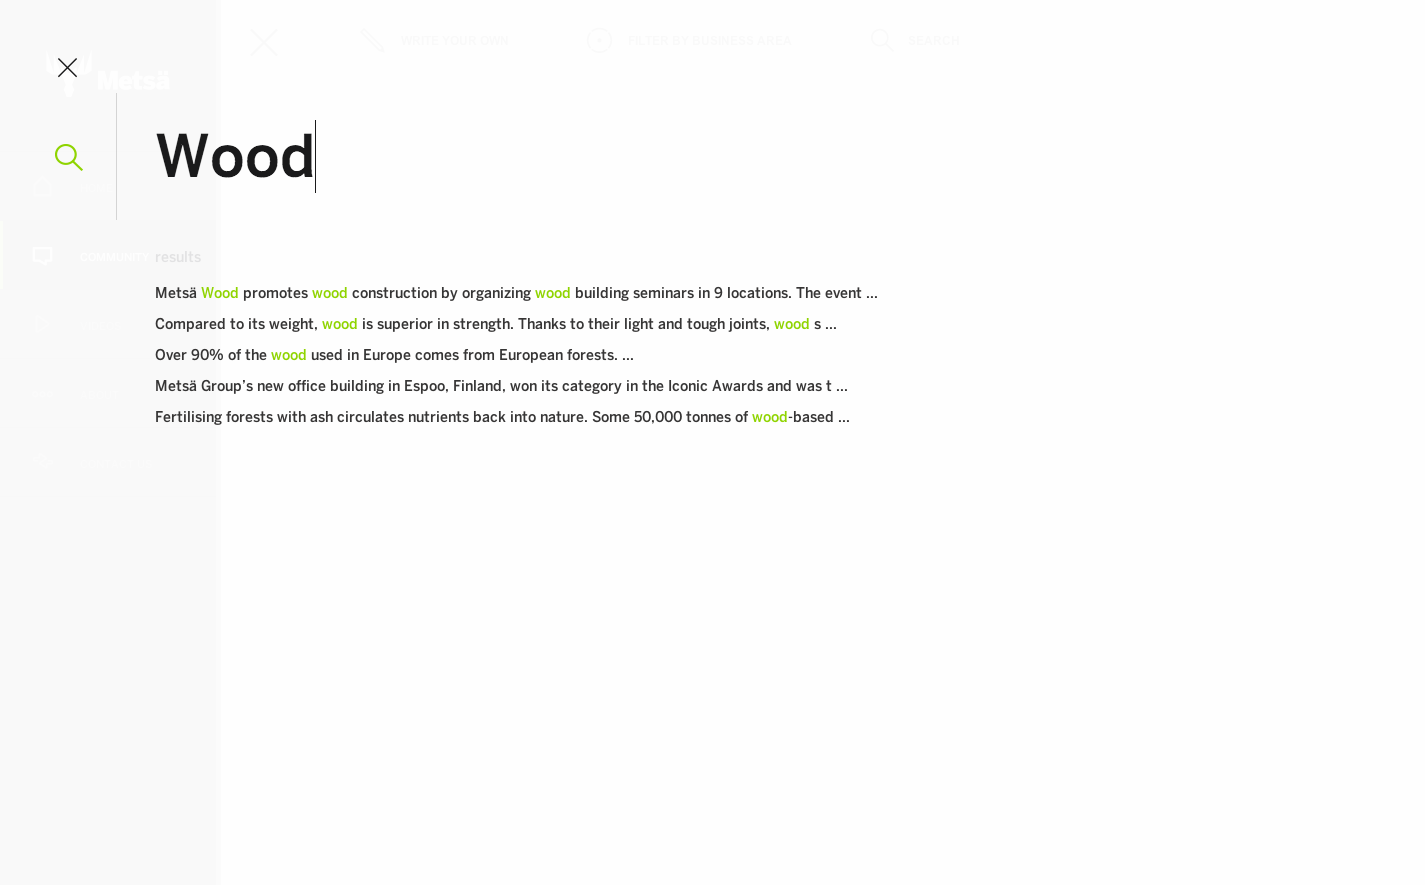 WRITE YOUR OWN
FILTER BY BUSINESS AREA
SEARCH
Metsä
Wood
COMMUNITY
results
Metsä Wood promotes wood construction by organizing wood building seminars in 9 locations. The event ...
Compared to its weight, wood is superior in strength. Thanks to their light and tough joints, wood s ...
Over 90% of the wood used in Europe comes from European forests. ...
Metsä Group's new office building in Espoo, Finland, won its category in the Iconic Awards and was t ...
Fertilising forests with ash circulates nutrients back into nature. Some 50,000 tonnes of wood-based ...